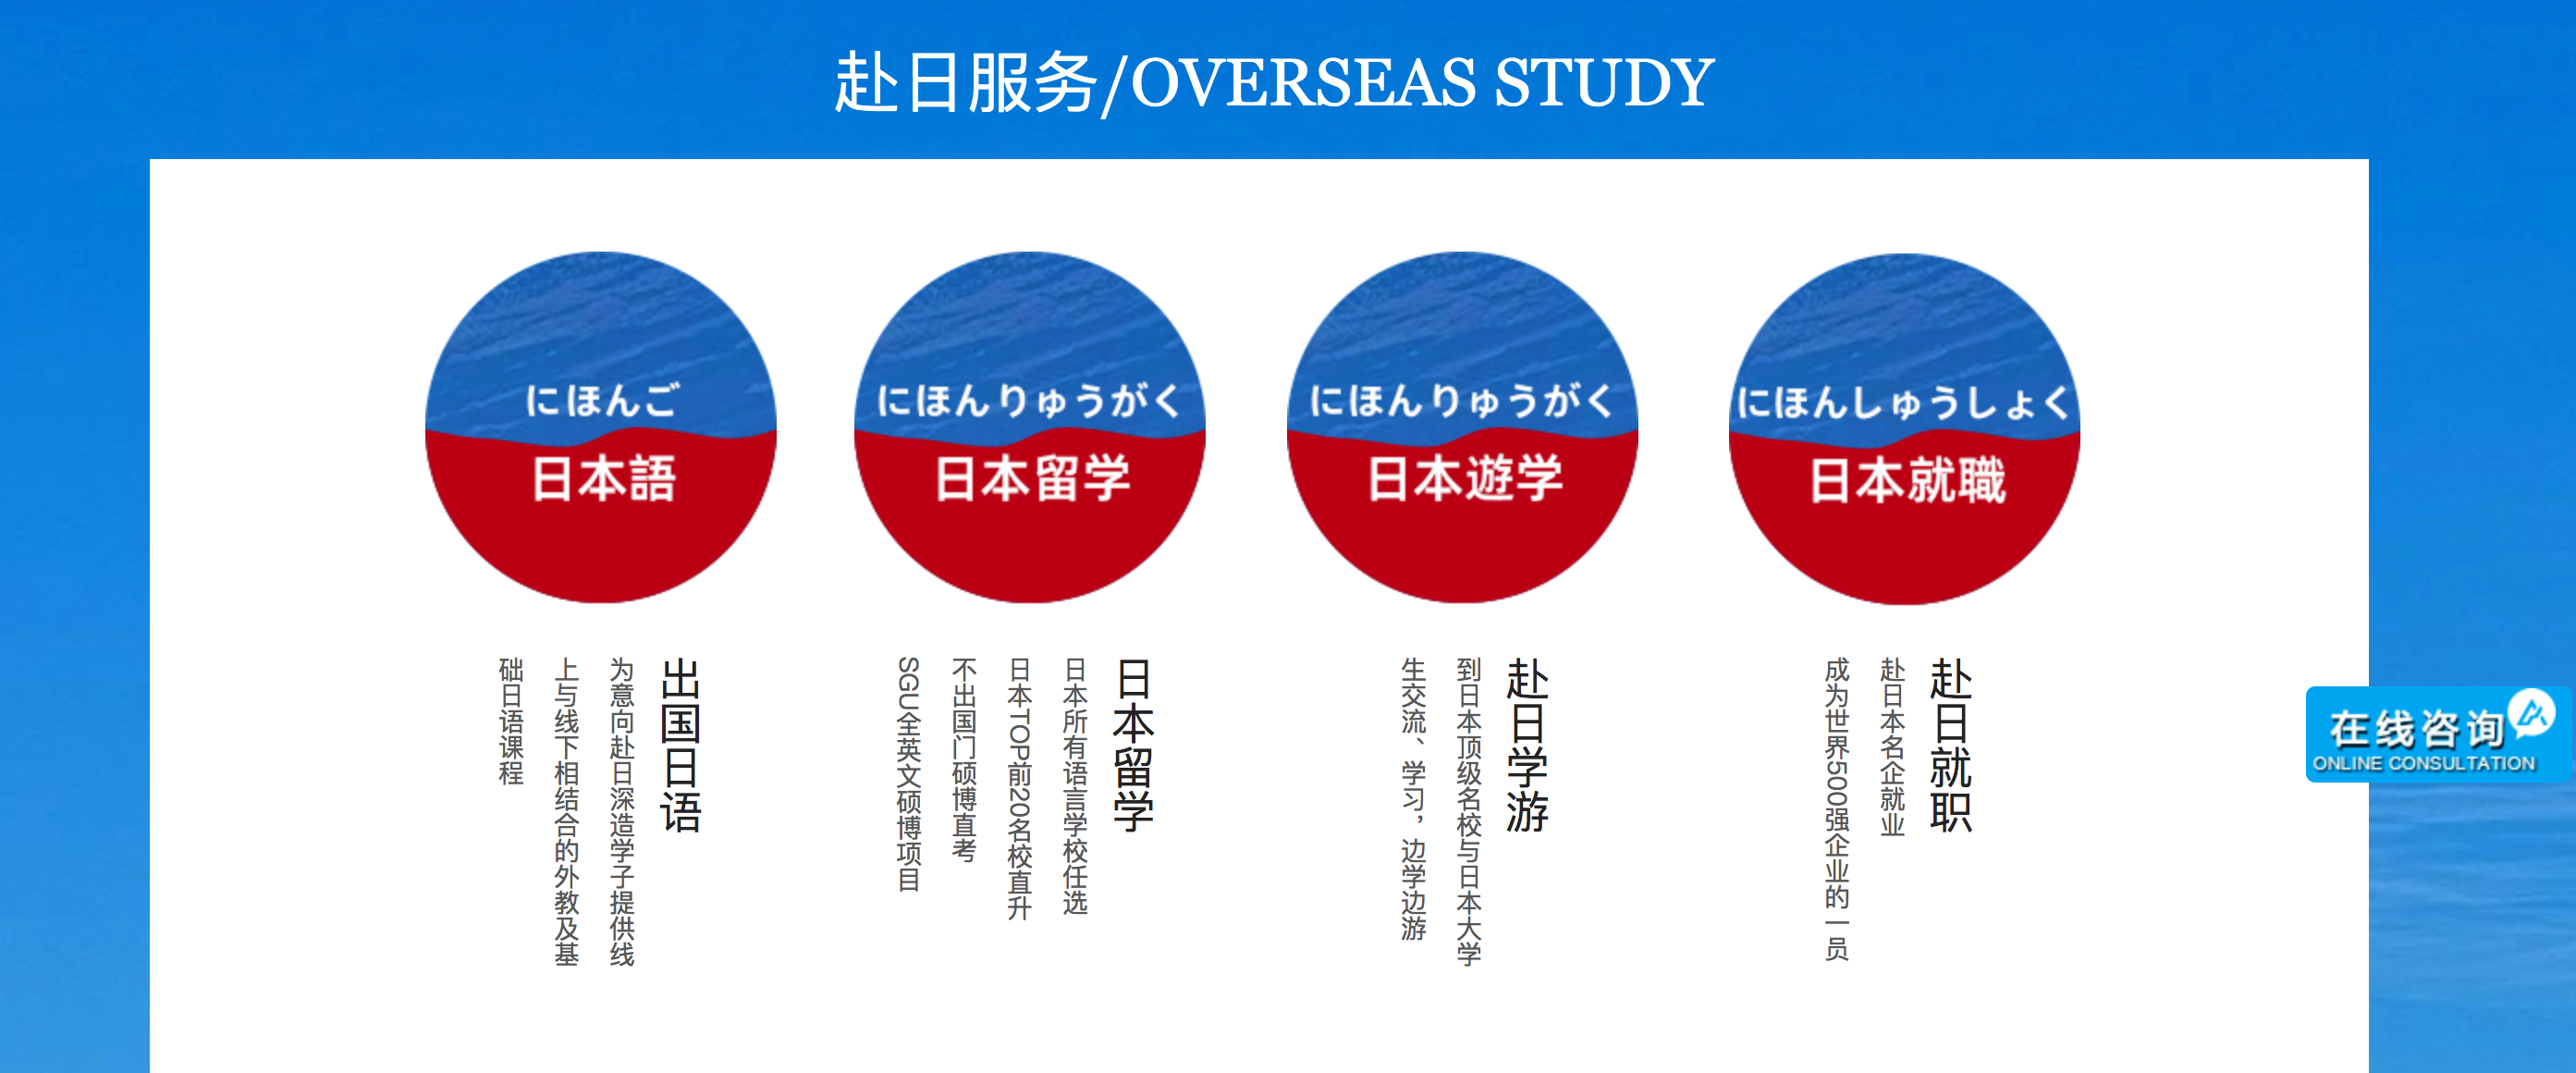 赴日服务/OVERSEAS STUDY
にほんご
日本語
にほんりゅうがく
日本留学
にほんりゅうがく
日本遊学
にほんしゅうしょく
日本就職
出国日语
为意向赴日深造学子提供线
上与线下相结合的外教及基
础日语课程
日本留学
日本所有语言学校任选
日本TOP前20名校直升
不出国门硕博直考
SGU全英文硕博项目
赴日学游
到日本顶级名校与日本大学
生交流、学习，边学边游
赴日就职
赴日本名企就业
成为世界500强企业的一员
在线咨询
ONLINE CONSULTATION